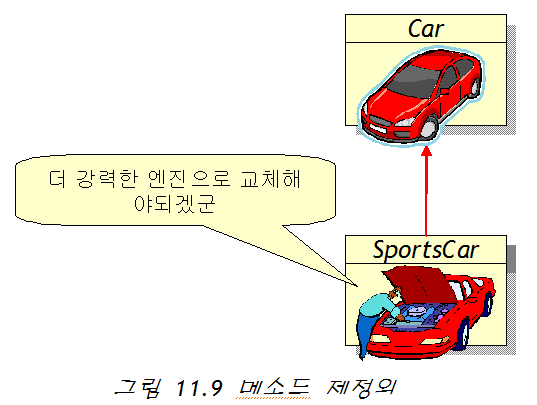 Car
더 강력한 엔진으로 교체해
야되겠군
SportsCar
그림 11.9 메소드 재정의